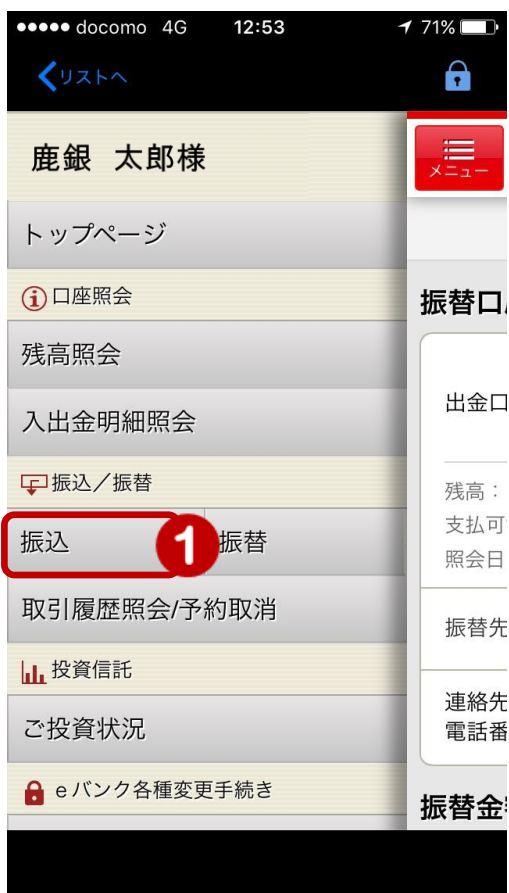 docomo 4G 12:53 71%
リストへ
鹿銀 太郎様
メニュー
トップページ
口座照会
残高照会
入出金明細照会
振込/振替
振込 1 振替
取引履歴照会/予約取消
投資信託
ご投資状況
eバンク各種変更手続き
振替口
出金口
残高:
支払可
照会日
振替先
連絡先
電話番
振替金